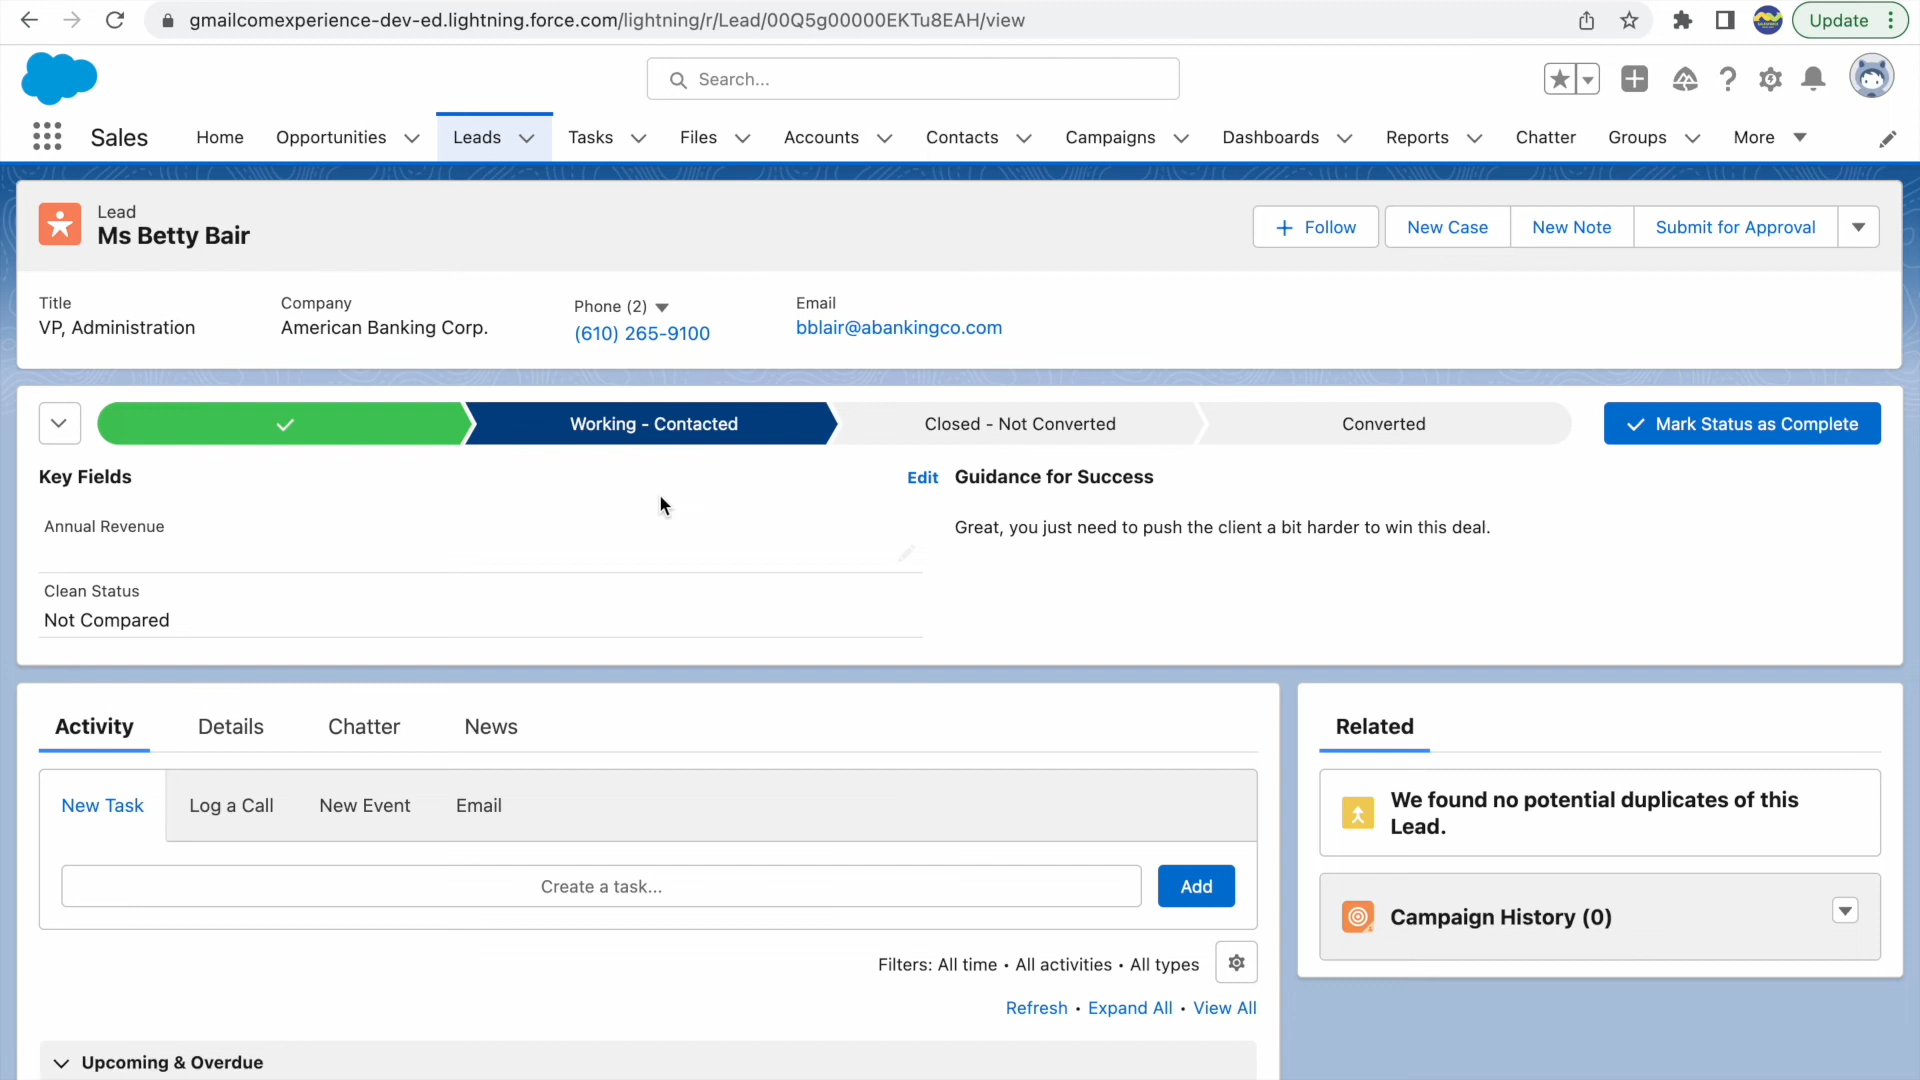 gmailcomexperience-dev-ed.lightning.force.com/lightning/r/Lead/00Q5g00000EKTu8EAH/view
Update
Search...
Sales
Home
Opportunities
Leads
Tasks
Files
Accounts
Contacts
Campaigns
Dashboards
Reports
Chatter
Groups
More
Lead
Ms Betty Bair
Follow
New Case
New Note
Submit for Approval
Title
VP, Administration
Company
American Banking Corp.
Phone (2)
(610) 265-9100
Email
bblair@abankingco.com
Working - Contacted
Closed - Not Converted
Converted
Mark Status as Complete
Key Fields
Edit
Annual Revenue
Clean Status
Not Compared
Guidance for Success
Great, you just need to push the client a bit harder to win this deal.
Activity
Details
Chatter
News
New Task
Log a Call
New Event
Email
Create a task...
Add
Filters: All time • All activities • All types
Refresh • Expand All • View All
Upcoming & Overdue
Related
We found no potential duplicates of this
Lead.
Campaign History (0)